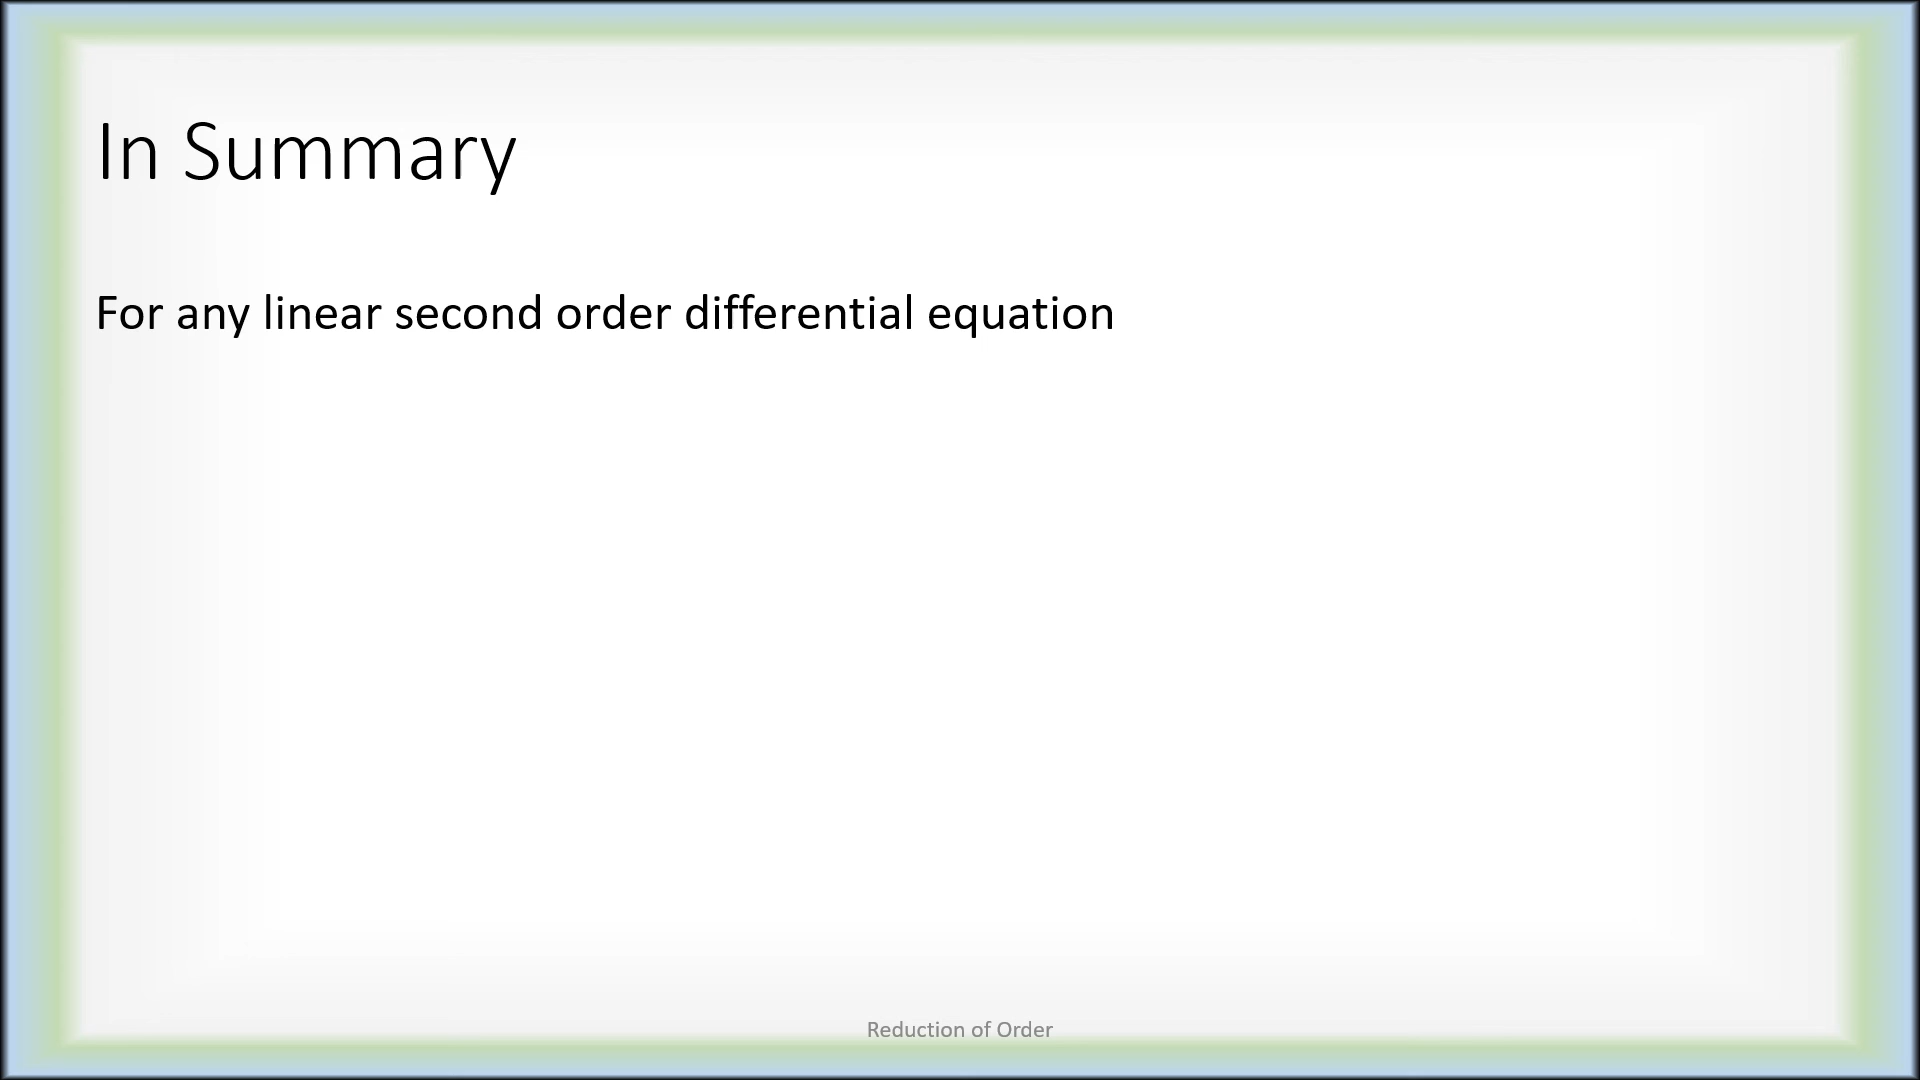 In Summary
For any linear second order differential equation
Reduction of Order